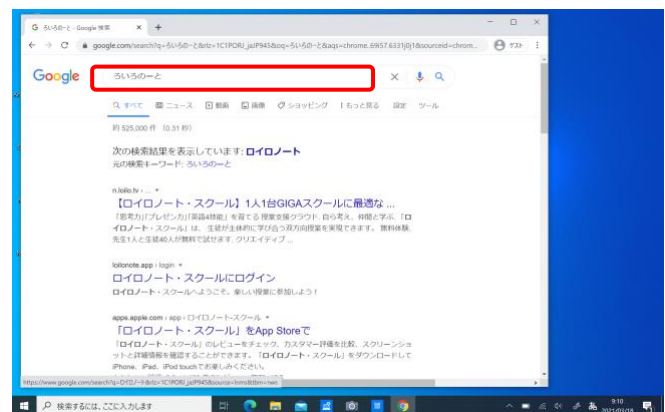 ろいろのーと - Google 検索
google.com/search?q=ろいろのーと&rlz=1C1PORJ_jaJP945&oq=ろいろのーと&aqs=chrome..69i57.6331j0j1&sourceid=chrom...
Google
ろいろのーと
すべて ニュース 動画 画像 ショッピング もっと見る 設定 ツール
約 525,000 件 (0.31 秒)
次の検索結果を表示しています: ロイロノート
元の検索キーワード: ろいろのーと
n.loilo.tv › ...
【ロイロノート・スクール】1人1台GIGAスクールに最適な ...
「思考力」「プレゼン力」「英語4技能」を育てる授業支援クラウド. 自ら考え、仲間と学ぶ. 「ロ
イロノート・スクール」は、生徒が主体的に学び合う双方向授業を実現できます。無料体験.
先生1人と生徒40人が無料で試せます. クリエイティブ ...
loilonote.app › login
ロイロノート・スクールにログイン
ロイロノート・スクールへようこそ。楽しい授業に参加しよう！
apps.apple.com › app › ロイロノート-スクール
「ロイロノート・スクール」をApp Storeで
「ロイロノート・スクール」のレビューをチェック、カスタマー評価を比較、スクリーンショ
ットと詳細情報を確認することができます。「ロイロノート・スクール」をダウンロードして
iPhone、iPad、iPod touchでお楽しみください。
検索するには、ここに入力します
あ
9:10
2021/03/18